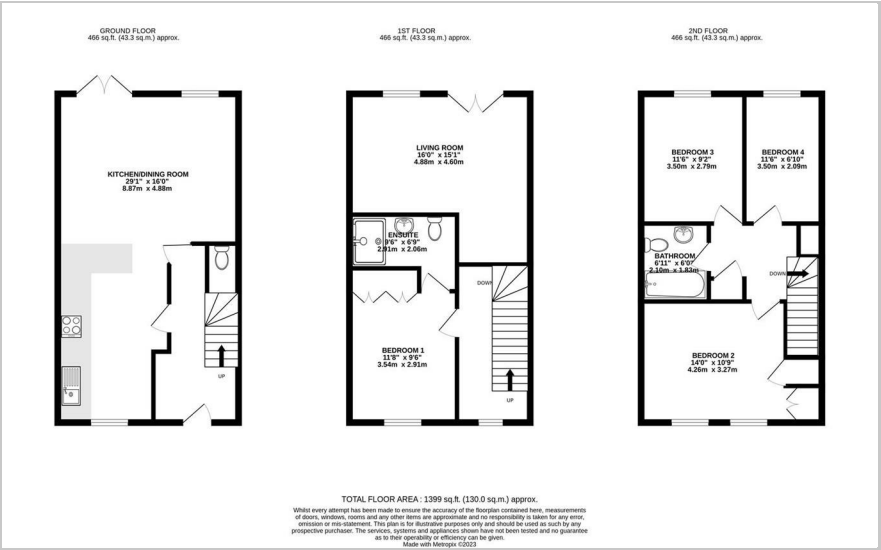 GROUND FLOOR
466 sq.ft. (43.3 sq.m.) approx.
KITCHEN/DINING ROOM
29'1" x 16'0"
8.87m x 4.88m
UP
1ST FLOOR
466 sq.ft. (43.3 sq.m.) approx.
LIVING ROOM
16'0" x 15'1"
4.88m x 4.60m
ENSUITE
9'6" x 6'9"
2.91m x 2.06m
DOWN
BEDROOM 1
11'8" x 9'6"
3.54m x 2.91m
UP
2ND FLOOR
466 sq.ft. (43.3 sq.m.) approx.
BEDROOM 3
11'6" x 9'2"
3.50m x 2.79m
BEDROOM 4
11'6" x 6'10"
3.50m x 2.09m
BATHROOM
6'11" x 6'0"
2.10m x 1.83m
DOWN
BEDROOM 2
14'0" x 10'9"
4.26m x 3.27m
TOTAL FLOOR AREA : 1399 sq.ft. (130.0 sq.m.) approx.
Whilst every attempt has been made to ensure the accuracy of the floorplan contained here, measurements
of doors, windows, rooms and any other items are approximate and no responsibility is taken for any error,
omission or mis-statement. This plan is for illustrative purposes only and should be used as such by any
prospective purchaser. The services, systems and appliances shown have not been tested and no guarantee
as to their operability or efficiency can be given.
Made with Metropix ©2023